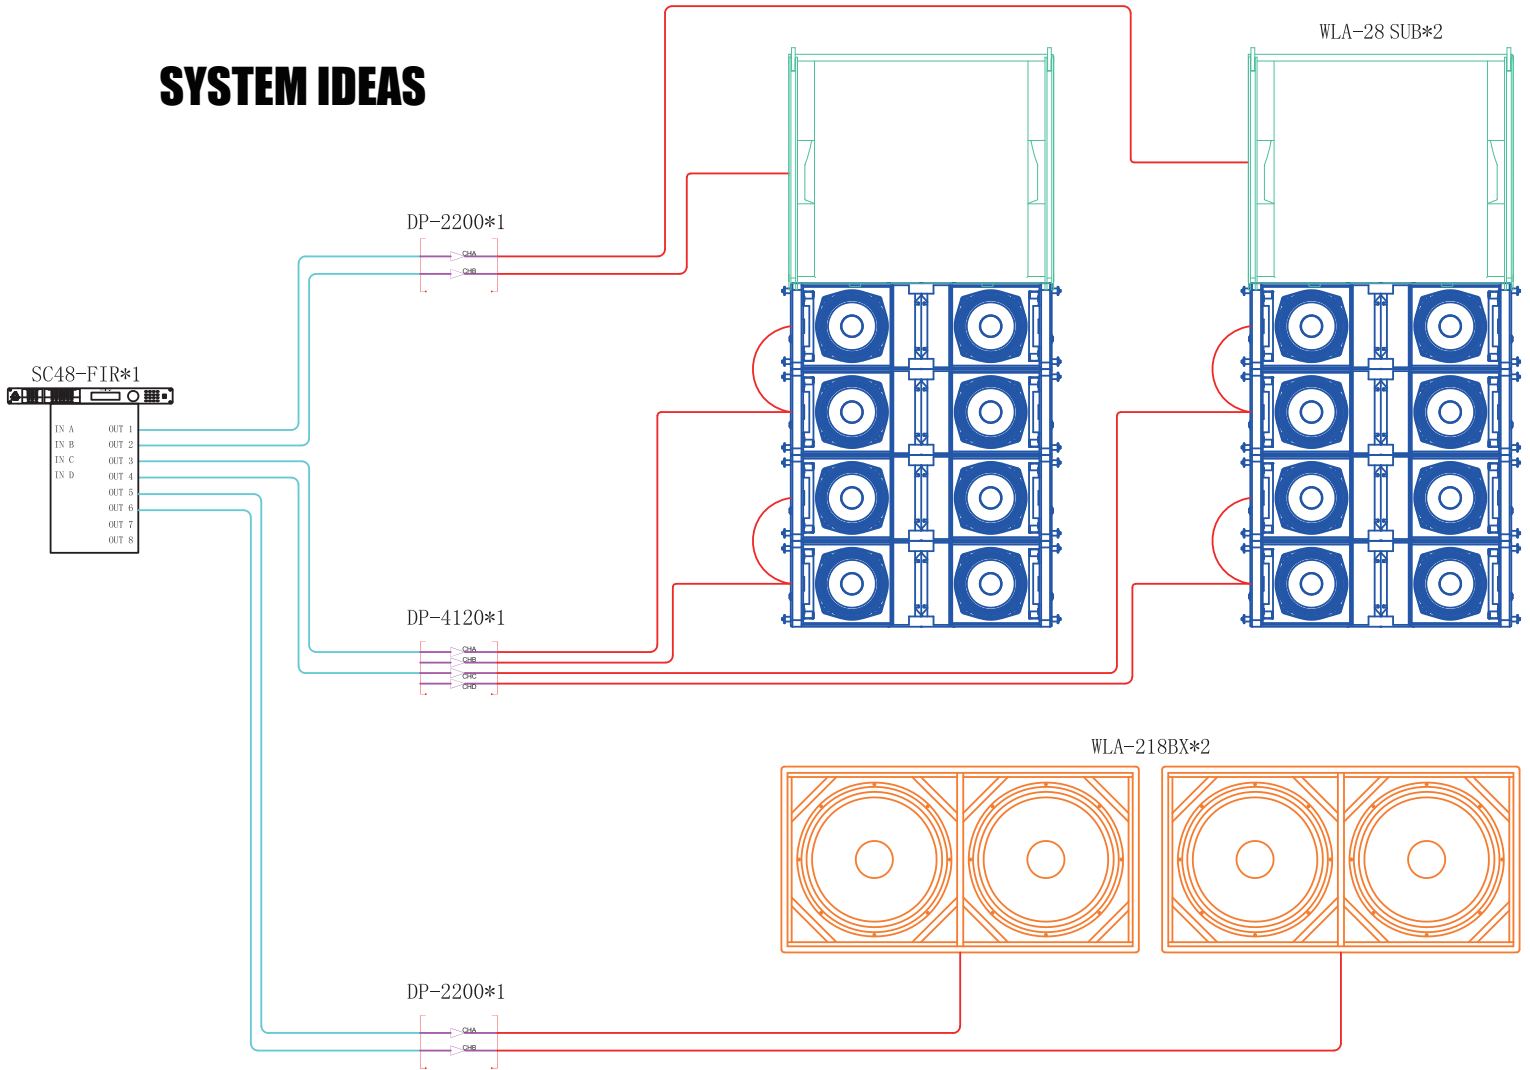 SYSTEM IDEAS
WLA-28 SUB*2
DP-2200*1
CHA
CHB
SC48-FIR*1
IN A OUT 1
IN B OUT 2
IN C OUT 3
IN D OUT 4
OUT 5
OUT 6
OUT 7
OUT 8
DP-4120*1
CHA
CHB
CHC
CHD
WLA-218BX*2
DP-2200*1
CHA
CHB